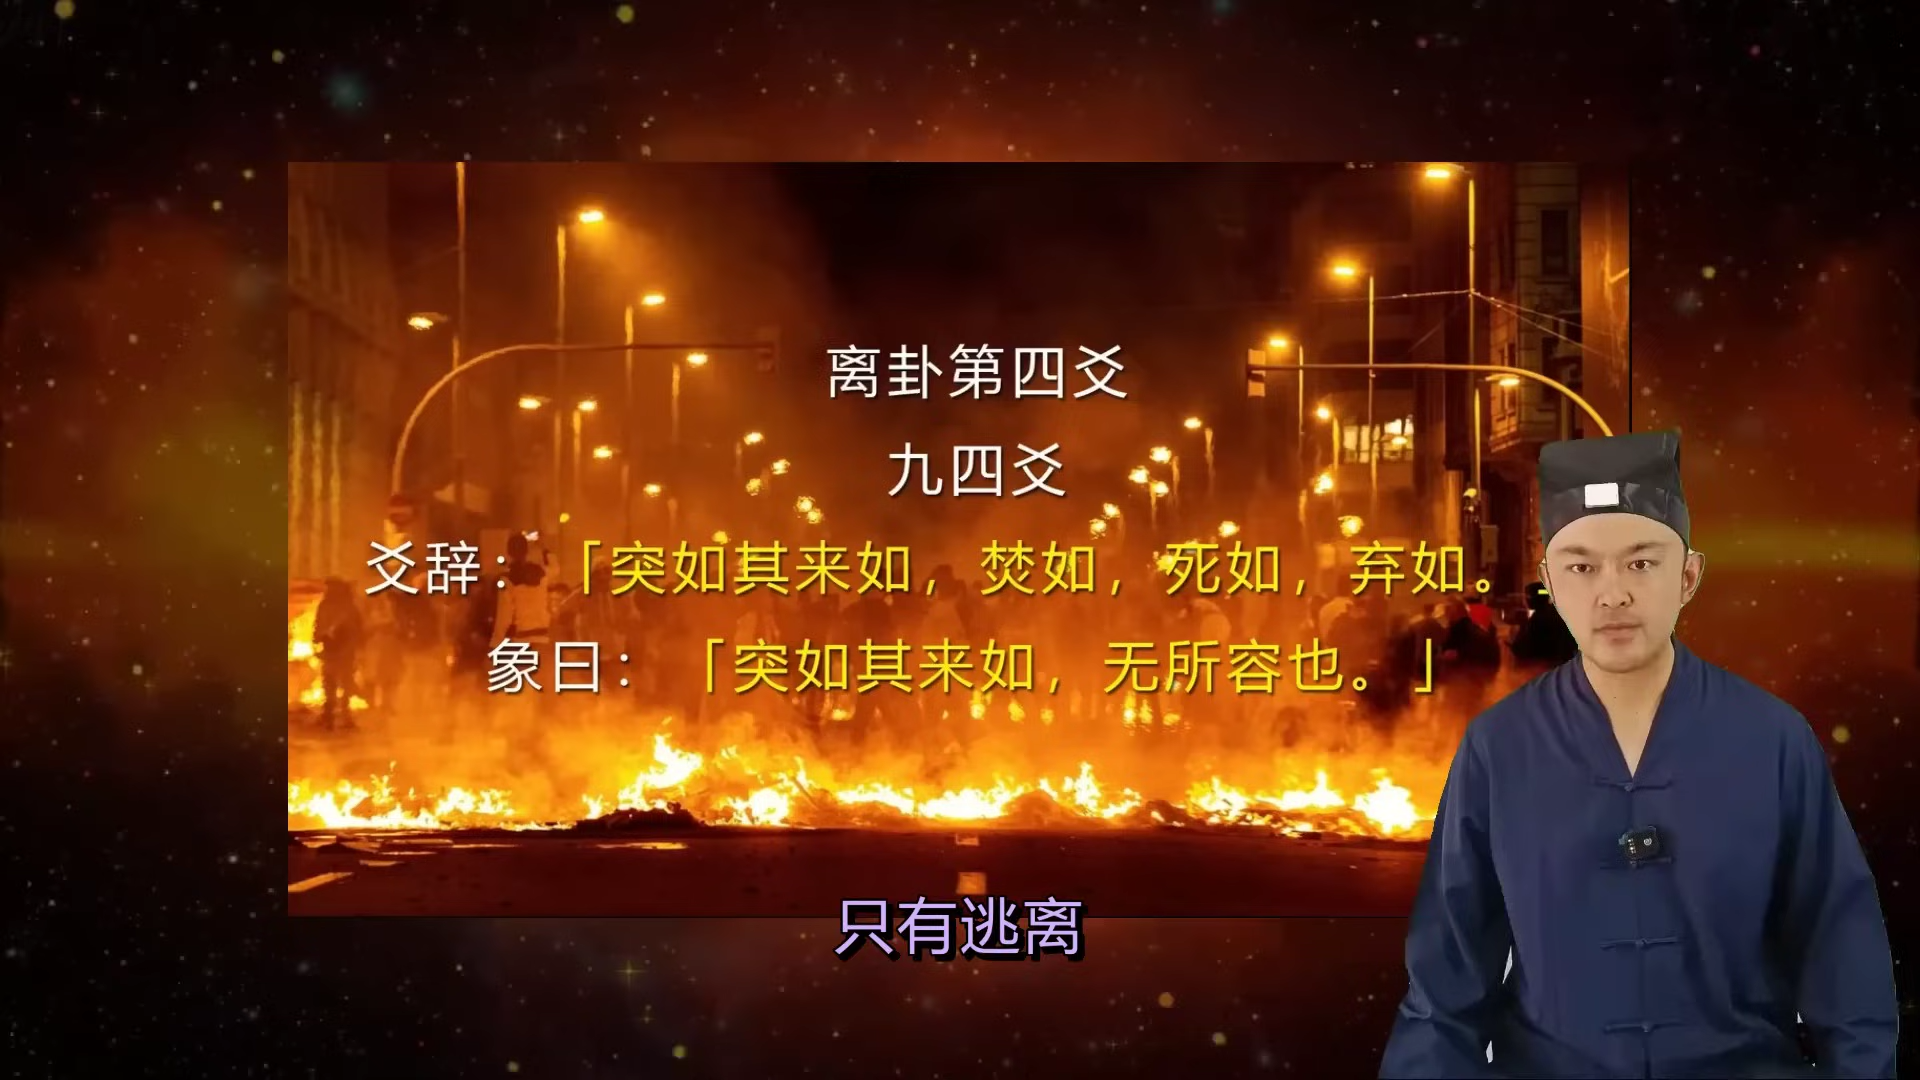 离卦第四爻
九四爻
爻辞：「突如其来如，焚如，死如，弃如。」
象曰：「突如其来如，无所容也。」
只有逃离